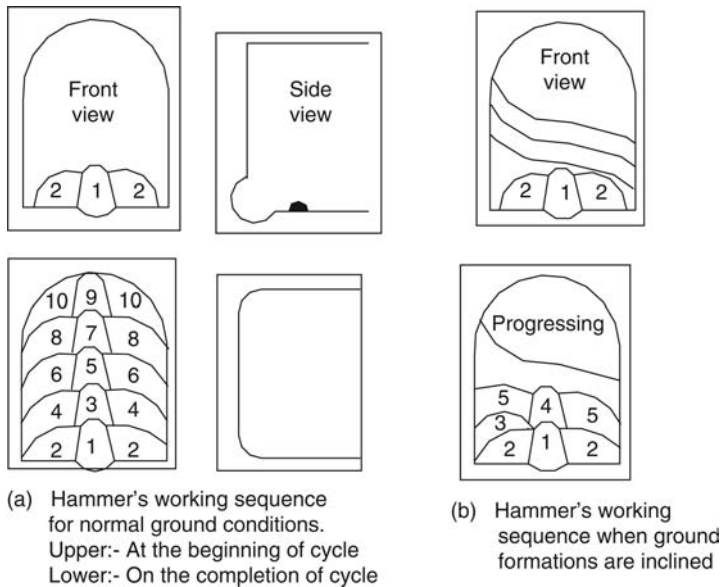 Front
view
2 1 2
Side
view
10 9 10
8 7 8
6 5 6
4 3 4
2 1 2
(a) Hammer's working sequence
for normal ground conditions.
Upper:- At the beginning of cycle
Lower:- On the completion of cycle
Front
view
2 1 2
Progressing
5 4 5
3
2 1 2
(b) Hammer's working
sequence when ground
formations are inclined